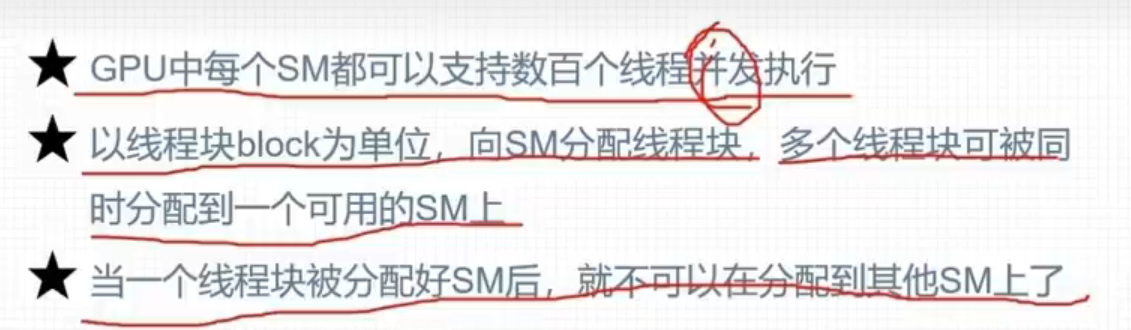 ★ GPU中每个SM都可以支持数百个线程并发执行
★ 以线程块block为单位，向SM分配线程块，多个线程块可被同
时分配到一个可用的SM上
★ 当一个线程块被分配好SM后，就不可以在分配到其他SM上了